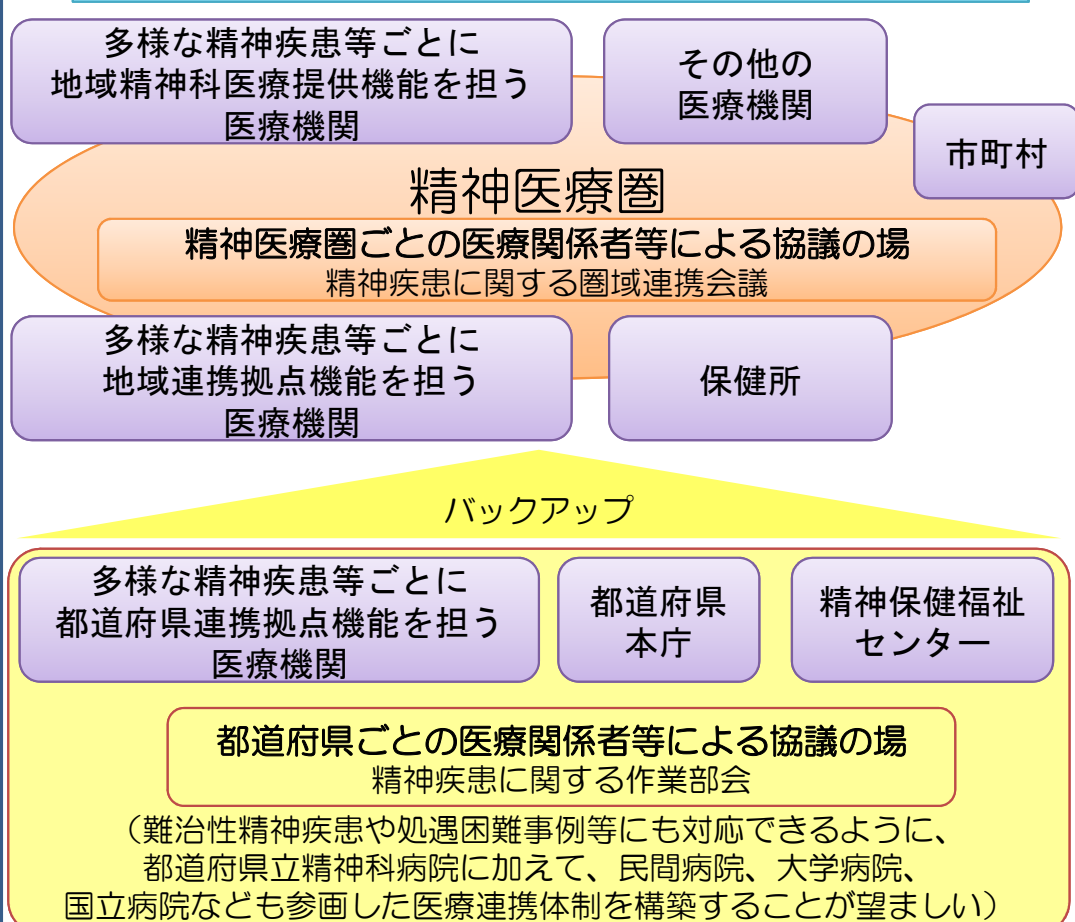 多様な精神疾患等ごとに
地域精神科医療提供機能を担う
医療機関
その他の
医療機関
市町村
精神医療圏
精神医療圏ごとの医療関係者等による協議の場
精神疾患に関する圏域連携会議
多様な精神疾患等ごとに
地域連携拠点機能を担う
医療機関
保健所
バックアップ
多様な精神疾患等ごとに
都道府県連携拠点機能を担う
医療機関
都道府県
本庁
精神保健福祉
センター
都道府県ごとの医療関係者等による協議の場
精神疾患に関する作業部会
（難治性精神疾患や処遇困難事例等にも対応できるように、
都道府県立精神科病院に加えて、民間病院、大学病院、
国立病院なども参画した医療連携体制を構築することが望ましい）